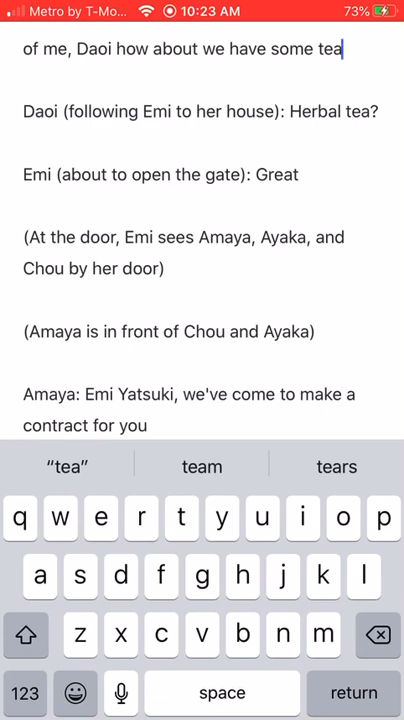 Metro by T-Mo... 10:23 AM 73%
of me, Daoi how about we have some tea
Daoi (following Emi to her house): Herbal tea?
Emi (about to open the gate): Great
(At the door, Emi sees Amaya, Ayaka, and
Chou by her door)
(Amaya is in front of Chou and Ayaka)
Amaya: Emi Yatsuki, we've come to make a
contract for you
“tea” team tears
q w e r t y u i o p
a s d f g h j k l
z x c v b n m
123 space return